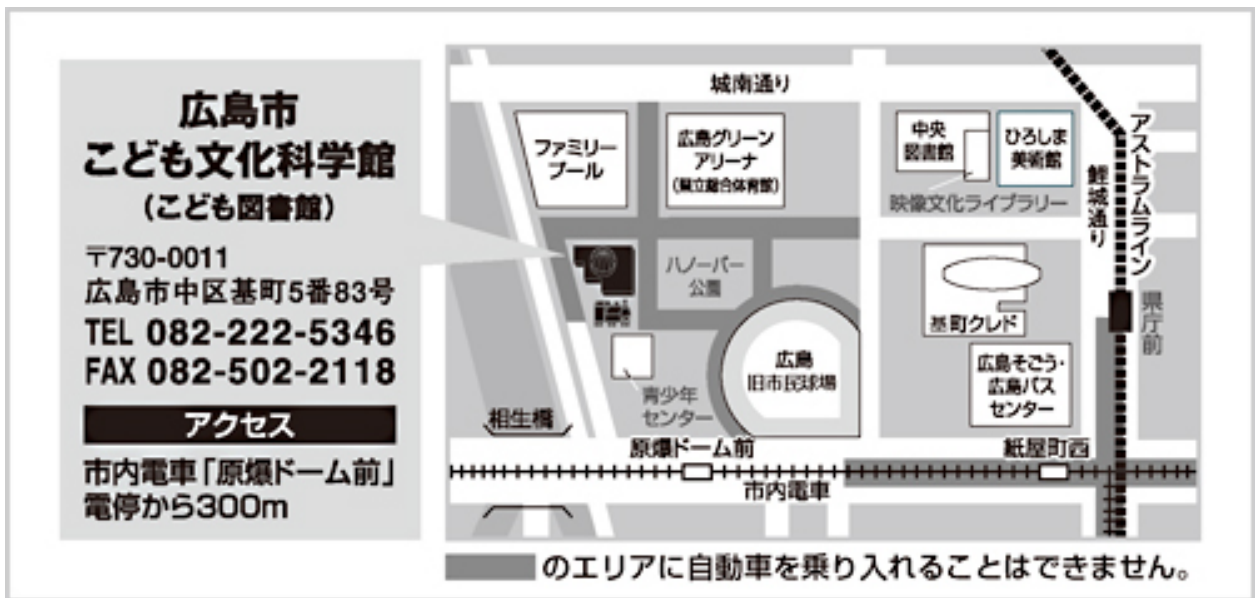 広島市
こども文化科学館
(こども図書館)
〒730-0011
広島市中区基町5番83号
TEL 082-222-5346
FAX 082-502-2118
アクセス
市内電車「原爆ドーム前」
電停から300m
城南通り
ファミリー
プール
広島グリーン
アリーナ
(県立総合体育館)
中央
図書館
ひろしま
美術館
映像文化ライブラリー
鯉城通り
アストラムライン
ハノーバー
公園
基町クレド
県庁前
広島
旧市民球場
広島そごう・
広島バス
センター
青少年
センター
相生橋
原爆ドーム前
紙屋町西
市内電車
のエリアに自動車を乗り入れることはできません。